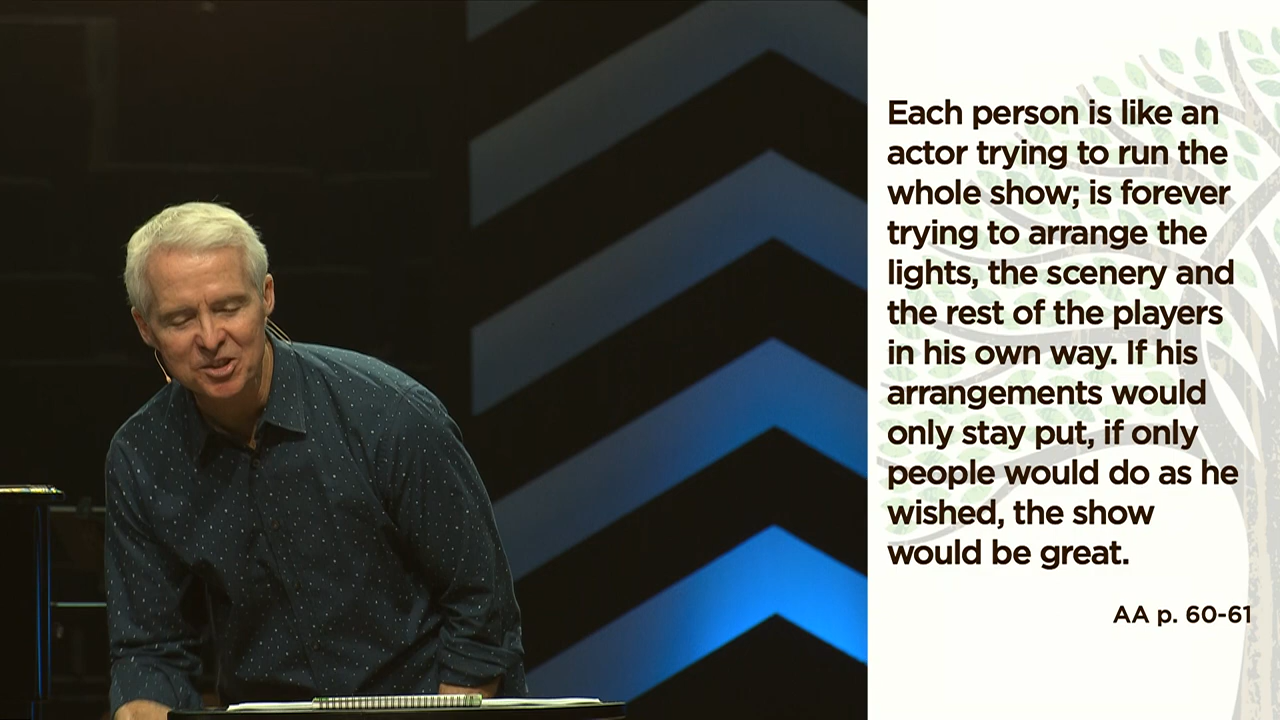 Each person is like an
actor trying to run the
whole show; is forever
trying to arrange the
lights, the scenery and
the rest of the players
in his own way. If his
arrangements would
only stay put, if only
people would do as he
wished, the show
would be great.
AA p. 60-61